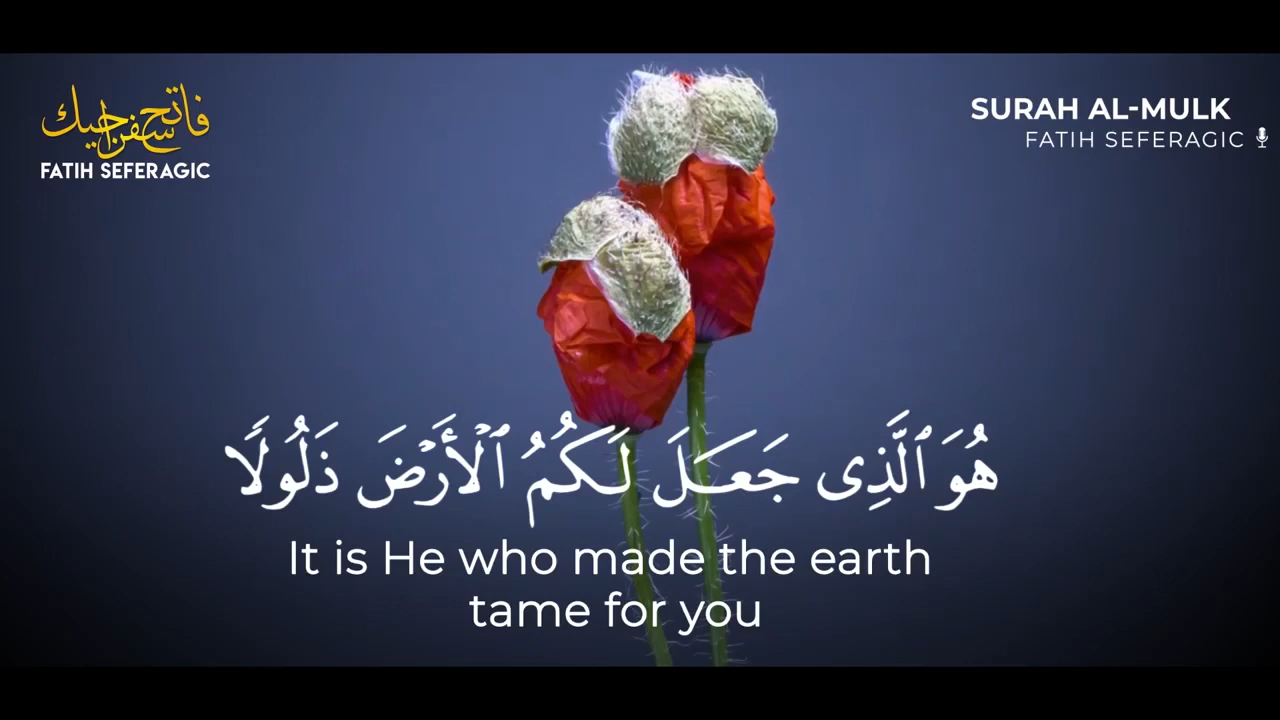 فاتح سفراجيك
FATIH SEFERAGIC
SURAH AL-MULK
FATIH SEFERAGIC
هُوَ ٱلَّذِى جَعَلَ لَكُمُ ٱلْأَرْضَ ذَلُولًا
It is He who made the earth
tame for you